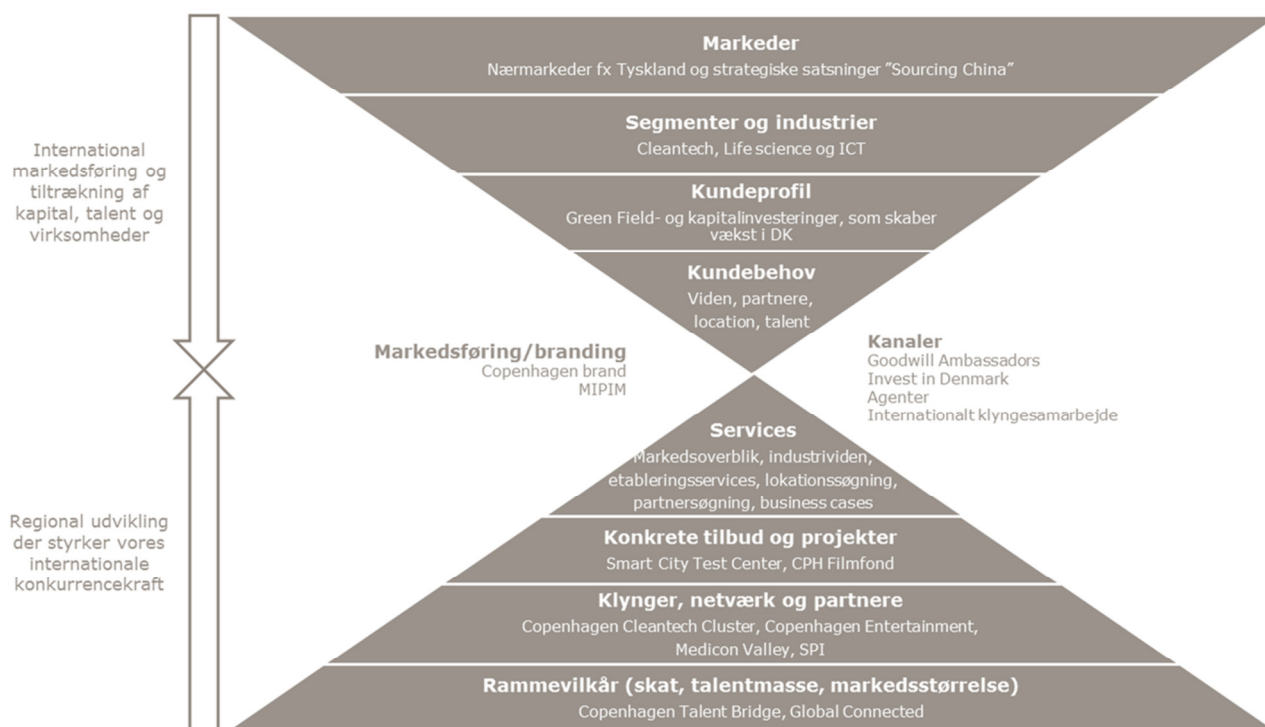 Markeder
Nærmarkeder fx Tyskland og strategiske satsninger ”Sourcing China”
Segmenter og industrier
Cleantech, Life science og ICT
Kundeprofil
Green Field- og kapitalinvesteringer, som skaber
vækst i DK
Kundebehov
Viden, partnere,
location, talent
International
markedsføring og
tiltrækning af
kapital, talent og
virksomheder
Markedsføring/branding
Copenhagen brand
MIPIM
Kanaler
Goodwill Ambassadors
Invest in Denmark
Agenter
Internationalt klyngesamarbejde
Services
Markedsoverblik, industrividen,
etableringsservices, lokationssøgning,
partnersøgning, business cases
Konkrete tilbud og projekter
Smart City Test Center, CPH Filmfond
Klynger, netværk og partnere
Copenhagen Cleantech Cluster, Copenhagen Entertainment,
Medicon Valley, SPI
Rammevilkår (skat, talentmasse, markedsstørrelse)
Copenhagen Talent Bridge, Global Connected
Regional udvikling
der styrker vores
internationale
konkurrencekraft